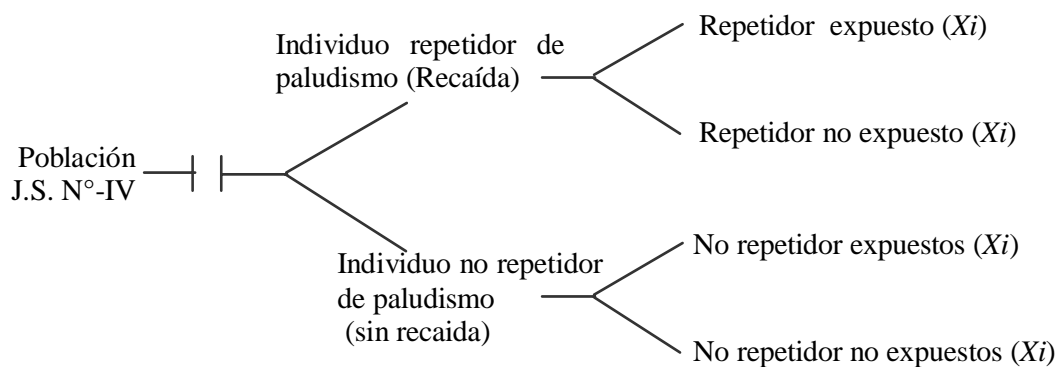 Individuo repetidor de
paludismo (Recaída)
Repetidor expuesto (Xi)
Repetidor no expuesto (Xi)
Población
J.S. N°-IV
Individuo no repetidor
de paludismo
(sin recaida)
No repetidor expuestos (Xi)
No repetidor no expuestos (Xi)